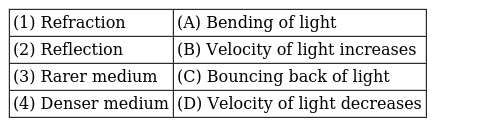 (1) Refraction (A) Bending of light
(2) Reflection (B) Velocity of light increases
(3) Rarer medium (C) Bouncing back of light
(4) Denser medium (D) Velocity of light decreases